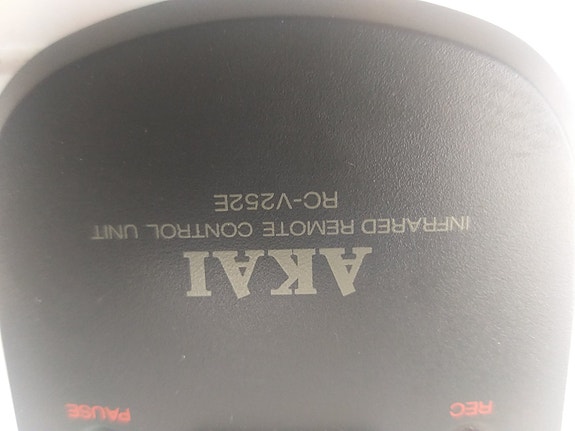 REC PAUSE
AKAI
INFRARED REMOTE CONTROL UNIT
RC-V252E